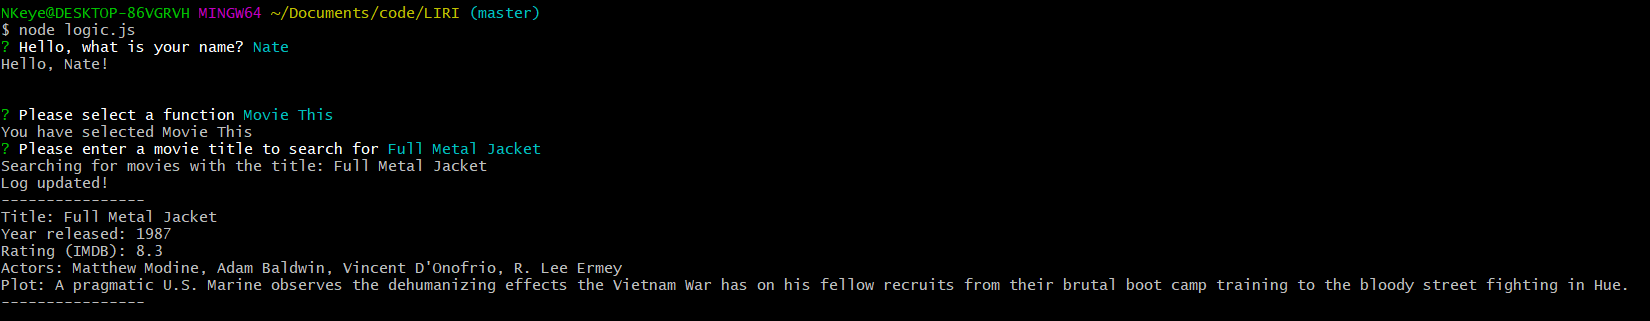 NKeye@DESKTOP-86VGRVH MINGW64 ~/Documents/code/LIRI (master)
$ node logic.js
? Hello, what is your name? Nate
Hello, Nate!
? Please select a function Movie This
You have selected Movie This
? Please enter a movie title to search for Full Metal Jacket
Searching for movies with the title: Full Metal Jacket
Log updated!
----------------
Title: Full Metal Jacket
Year released: 1987
Rating (IMDB): 8.3
Actors: Matthew Modine, Adam Baldwin, Vincent D'Onofrio, R. Lee Ermey
Plot: A pragmatic U.S. Marine observes the dehumanizing effects the Vietnam War has on his fellow recruits from their brutal boot camp training to the bloody street fighting in Hue.
----------------